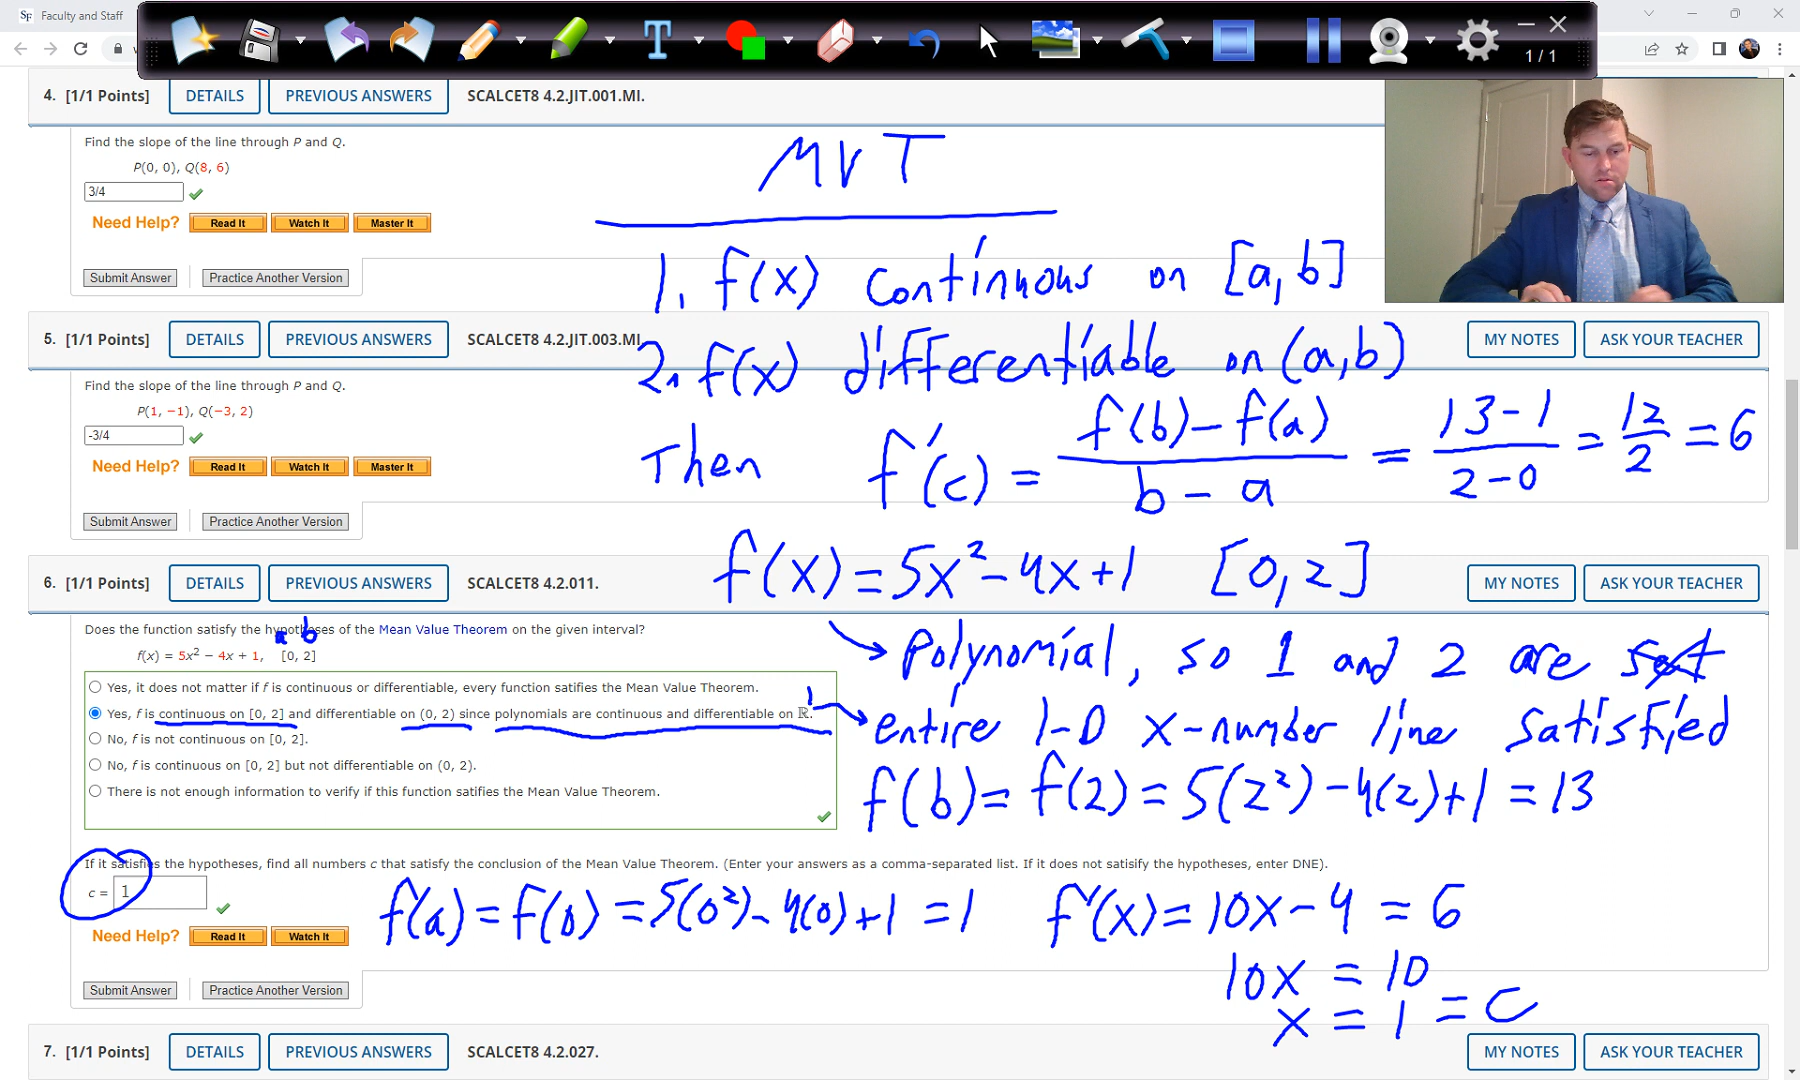 SF Faculty and Staff
1/1
4. [1/1 Points] DETAILS PREVIOUS ANSWERS SCALCET8 4.2.JIT.001.MI.
Find the slope of the line through P and Q.
P(0, 0), Q(8, 6)
3/4
Need Help? Read It Watch It Master It
Submit Answer Practice Another Version
MVT
1. f(x) continuous on [a,b]
5. [1/1 Points] DETAILS PREVIOUS ANSWERS SCALCET8 4.2.JIT.003.MI. MY NOTES ASK YOUR TEACHER
2. f(x) differentiable on (a,b)
Find the slope of the line through P and Q.
P(1, −1), Q(−3, 2)
-3/4
Need Help? Read It Watch It Master It
Submit Answer Practice Another Version
Then f'(c) = f(b)-f(a) / b-a = 13-1 / 2-0 = 12/2 = 6
f(x)=5x²-4x+1 [0,2]
6. [1/1 Points] DETAILS PREVIOUS ANSWERS SCALCET8 4.2.011. MY NOTES ASK YOUR TEACHER
Does the function satisfy the hypotheses of the Mean Value Theorem on the given interval?
a b
f(x) = 5x² − 4x + 1, [0, 2]
Yes, it does not matter if f is continuous or differentiable, every function satifies the Mean Value Theorem.
Yes, f is continuous on [0, 2] and differentiable on (0, 2) since polynomials are continuous and differentiable on ℝ.
1
No, f is not continuous on [0, 2].
No, f is continuous on [0, 2] but not differentiable on (0, 2).
There is not enough information to verify if this function satifies the Mean Value Theorem.
Polynomial, so 1 and 2 are
entire 1-D x-number line satisfied
f(b)=f(2)=5(2²)-4(2)+1=13
If it satisfies the hypotheses, find all numbers c that satisfy the conclusion of the Mean Value Theorem. (Enter your answers as a comma-separated list. If it does not satisify the hypotheses, enter DNE).
c = 1
Need Help? Read It Watch It
f(a)=f(0)=5(0²)-4(0)+1=1
f'(x)=10x-4=6
10x=10
x=1=c
Submit Answer Practice Another Version
7. [1/1 Points] DETAILS PREVIOUS ANSWERS SCALCET8 4.2.027. MY NOTES ASK YOUR TEACHER